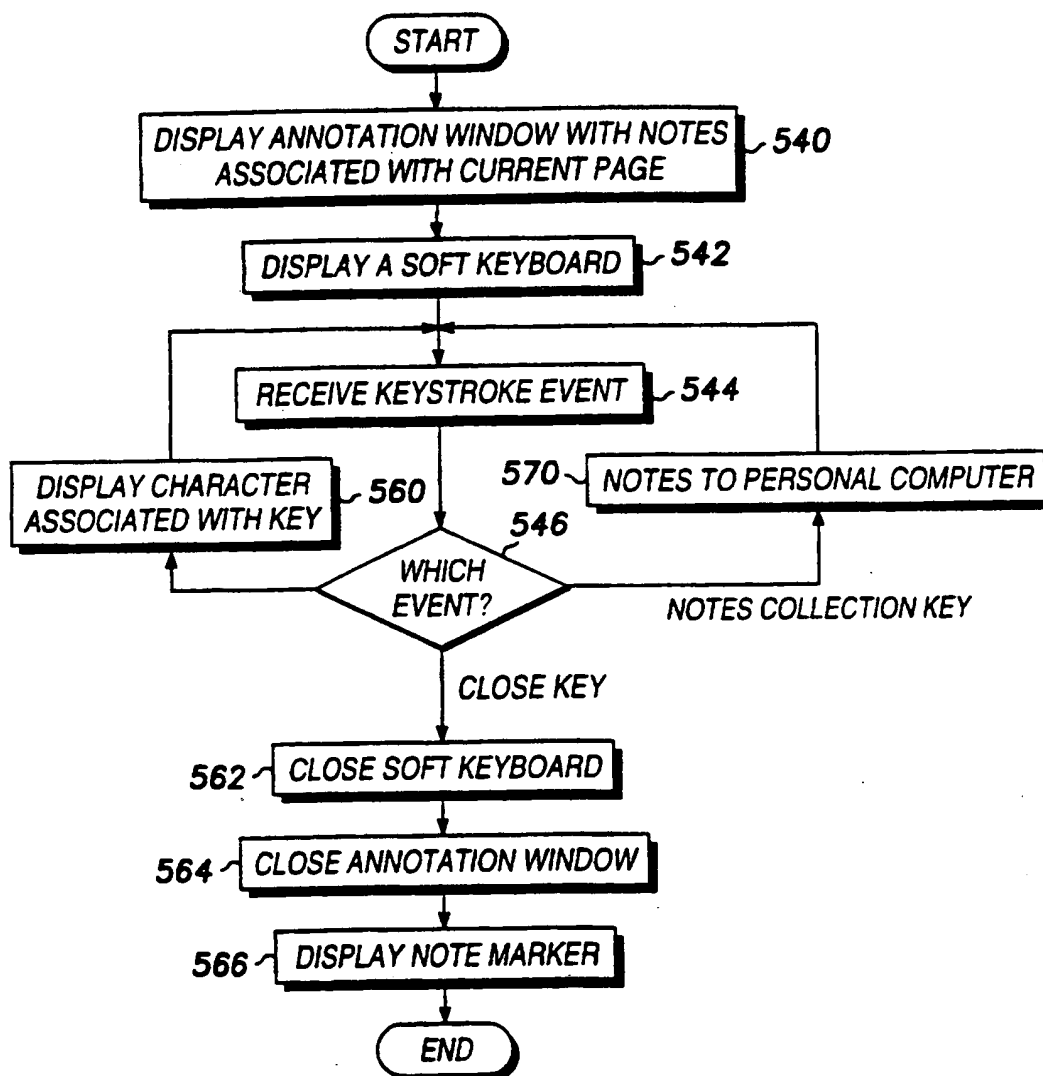 START
DISPLAY ANNOTATION WINDOW WITH NOTES
ASSOCIATED WITH CURRENT PAGE
540
DISPLAY A SOFT KEYBOARD
542
RECEIVE KEYSTROKE EVENT
544
DISPLAY CHARACTER
ASSOCIATED WITH KEY
560
570
NOTES TO PERSONAL COMPUTER
546
WHICH
EVENT?
NOTES COLLECTION KEY
CLOSE KEY
562
CLOSE SOFT KEYBOARD
564
CLOSE ANNOTATION WINDOW
566
DISPLAY NOTE MARKER
END